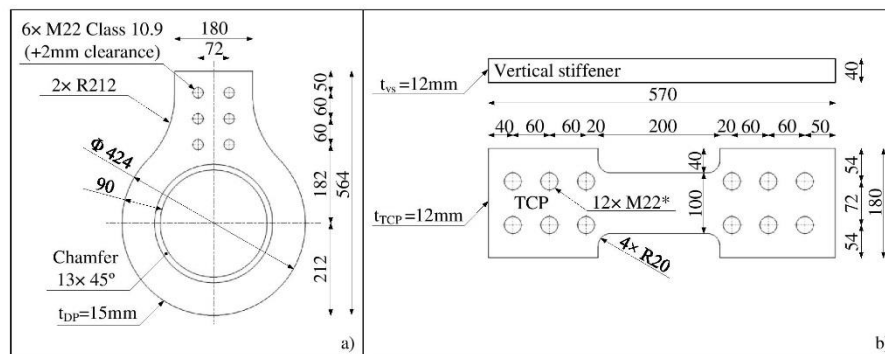 6× M22 Class 10.9
(+2mm clearance)
180
72
2× R212
50
60
60
Φ 424
182
564
90
Chamfer
13× 45°
212
t_DP=15mm
a)
t_vs=12mm
Vertical stiffener
40
570
40 60 60 20 200 20 60 60 50
40
54
TCP
12× M22*
100
72
180
t_TCP=12mm
54
4× R20
b)